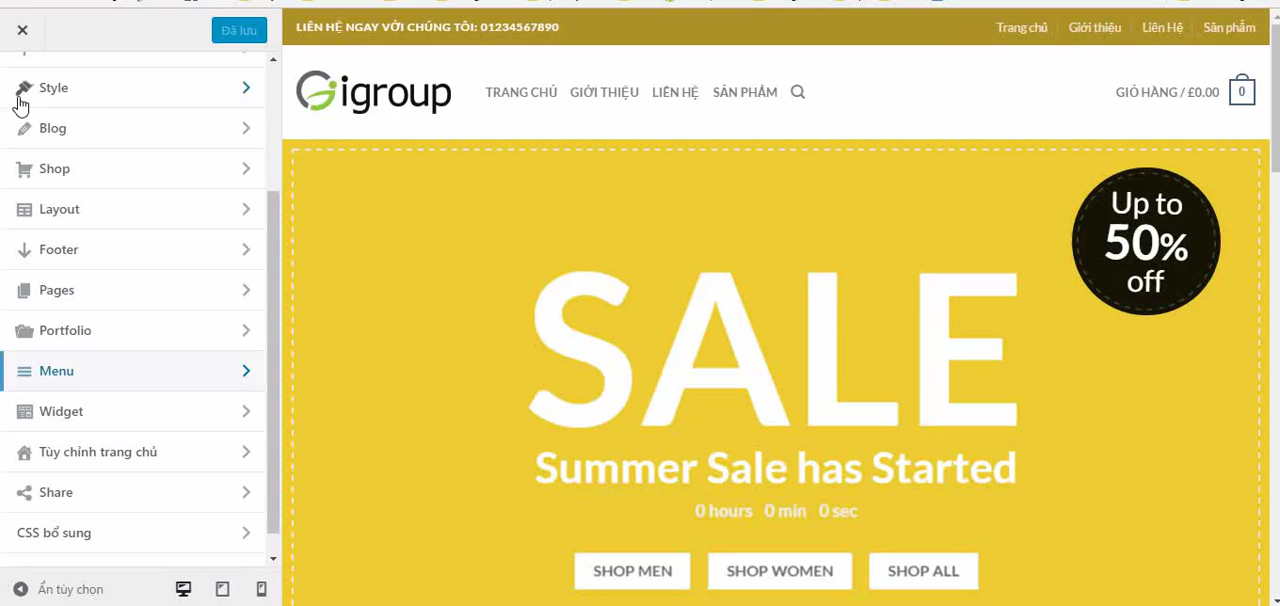 Đã lưu
Style
Blog
Shop
Layout
Footer
Pages
Portfolio
Menu
Widget
Tùy chỉnh trang chủ
Share
CSS bổ sung
Ẩn tùy chọn
LIÊN HỆ NGAY VỚI CHÚNG TÔI: 01234567890
Trang chủ Giới thiệu Liên Hệ Sản phẩm
Gigroup TRANG CHỦ GIỚI THIỆU LIÊN HỆ SẢN PHẨM GIỎ HÀNG / £0.00 0
Up to
50%
off
SALE
Summer Sale has Started
0 hours 0 min 0 sec
SHOP MEN SHOP WOMEN SHOP ALL